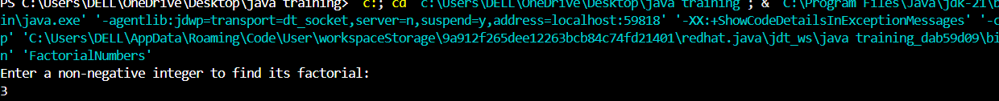 PS C:\Users\DELL\OneDrive\Desktop\java training> c:; cd 'c:\Users\DELL\OneDrive\Desktop\java training'; & 'C:\Program Files\Java\jdk-21\b
in\java.exe' '-agentlib:jdwp=transport=dt_socket,server=n,suspend=y,address=localhost:59818' '-XX:+ShowCodeDetailsInExceptionMessages' '-c
p' 'C:\Users\DELL\AppData\Roaming\Code\User\workspaceStorage\9a912f265dee12263bcb84c74fd21401\redhat.java\jdt_ws\java training_dab59d09\bi
n' 'FactorialNumbers'
Enter a non-negative integer to find its factorial:
3